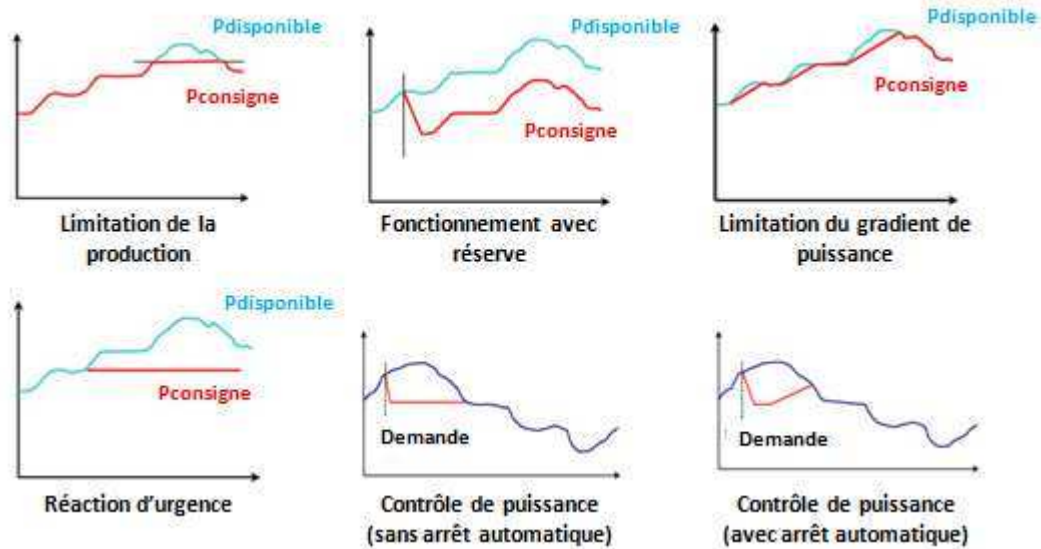 Pdisponible
Pconsigne
Limitation de la
production
Pdisponible
Pconsigne
Fonctionnement avec
réserve
Pdisponible
Pconsigne
Limitation du gradient de
puissance
Pdisponible
Pconsigne
Réaction d'urgence
Demande
Contrôle de puissance
(sans arrêt automatique)
Demande
Contrôle de puissance
(avec arrêt automatique)